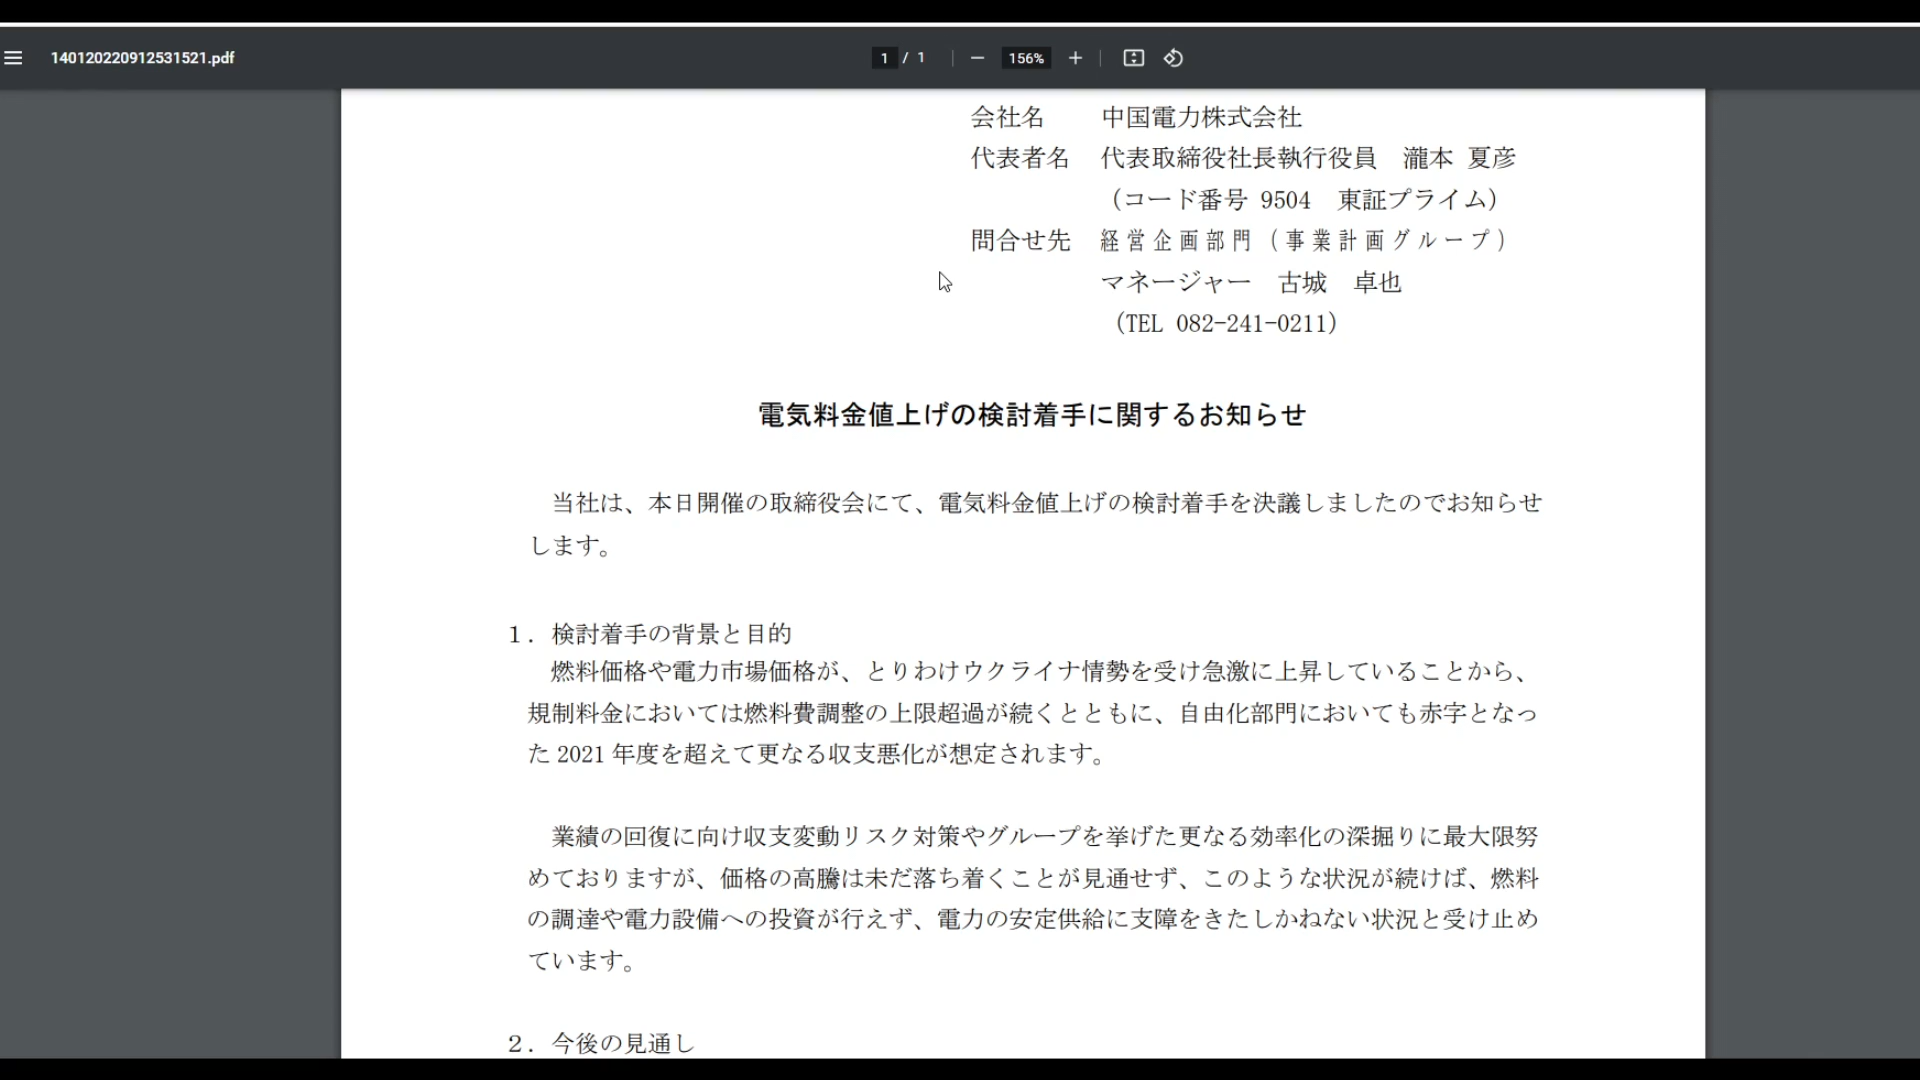 140120220912531521.pdf
1 / 1
156%
会社名 中国電力株式会社
代表者名 代表取締役社長執行役員 瀧本 夏彦
（コード番号 9504 東証プライム）
問合せ先 経営企画部門（事業計画グループ）
マネージャー 古城 卓也
（TEL 082-241-0211）
電気料金値上げの検討着手に関するお知らせ
当社は、本日開催の取締役会にて、電気料金値上げの検討着手を決議しましたのでお知らせ
します。
１．検討着手の背景と目的
燃料価格や電力市場価格が、とりわけウクライナ情勢を受け急激に上昇していることから、
規制料金においては燃料費調整の上限超過が続くとともに、自由化部門においても赤字となっ
た 2021 年度を超えて更なる収支悪化が想定されます。
業績の回復に向け収支変動リスク対策やグループを挙げた更なる効率化の深掘りに最大限努
めておりますが、価格の高騰は未だ落ち着くことが見通せず、このような状況が続けば、燃料
の調達や電力設備への投資が行えず、電力の安定供給に支障をきたしかねない状況と受け止め
ています。
２．今後の見通し